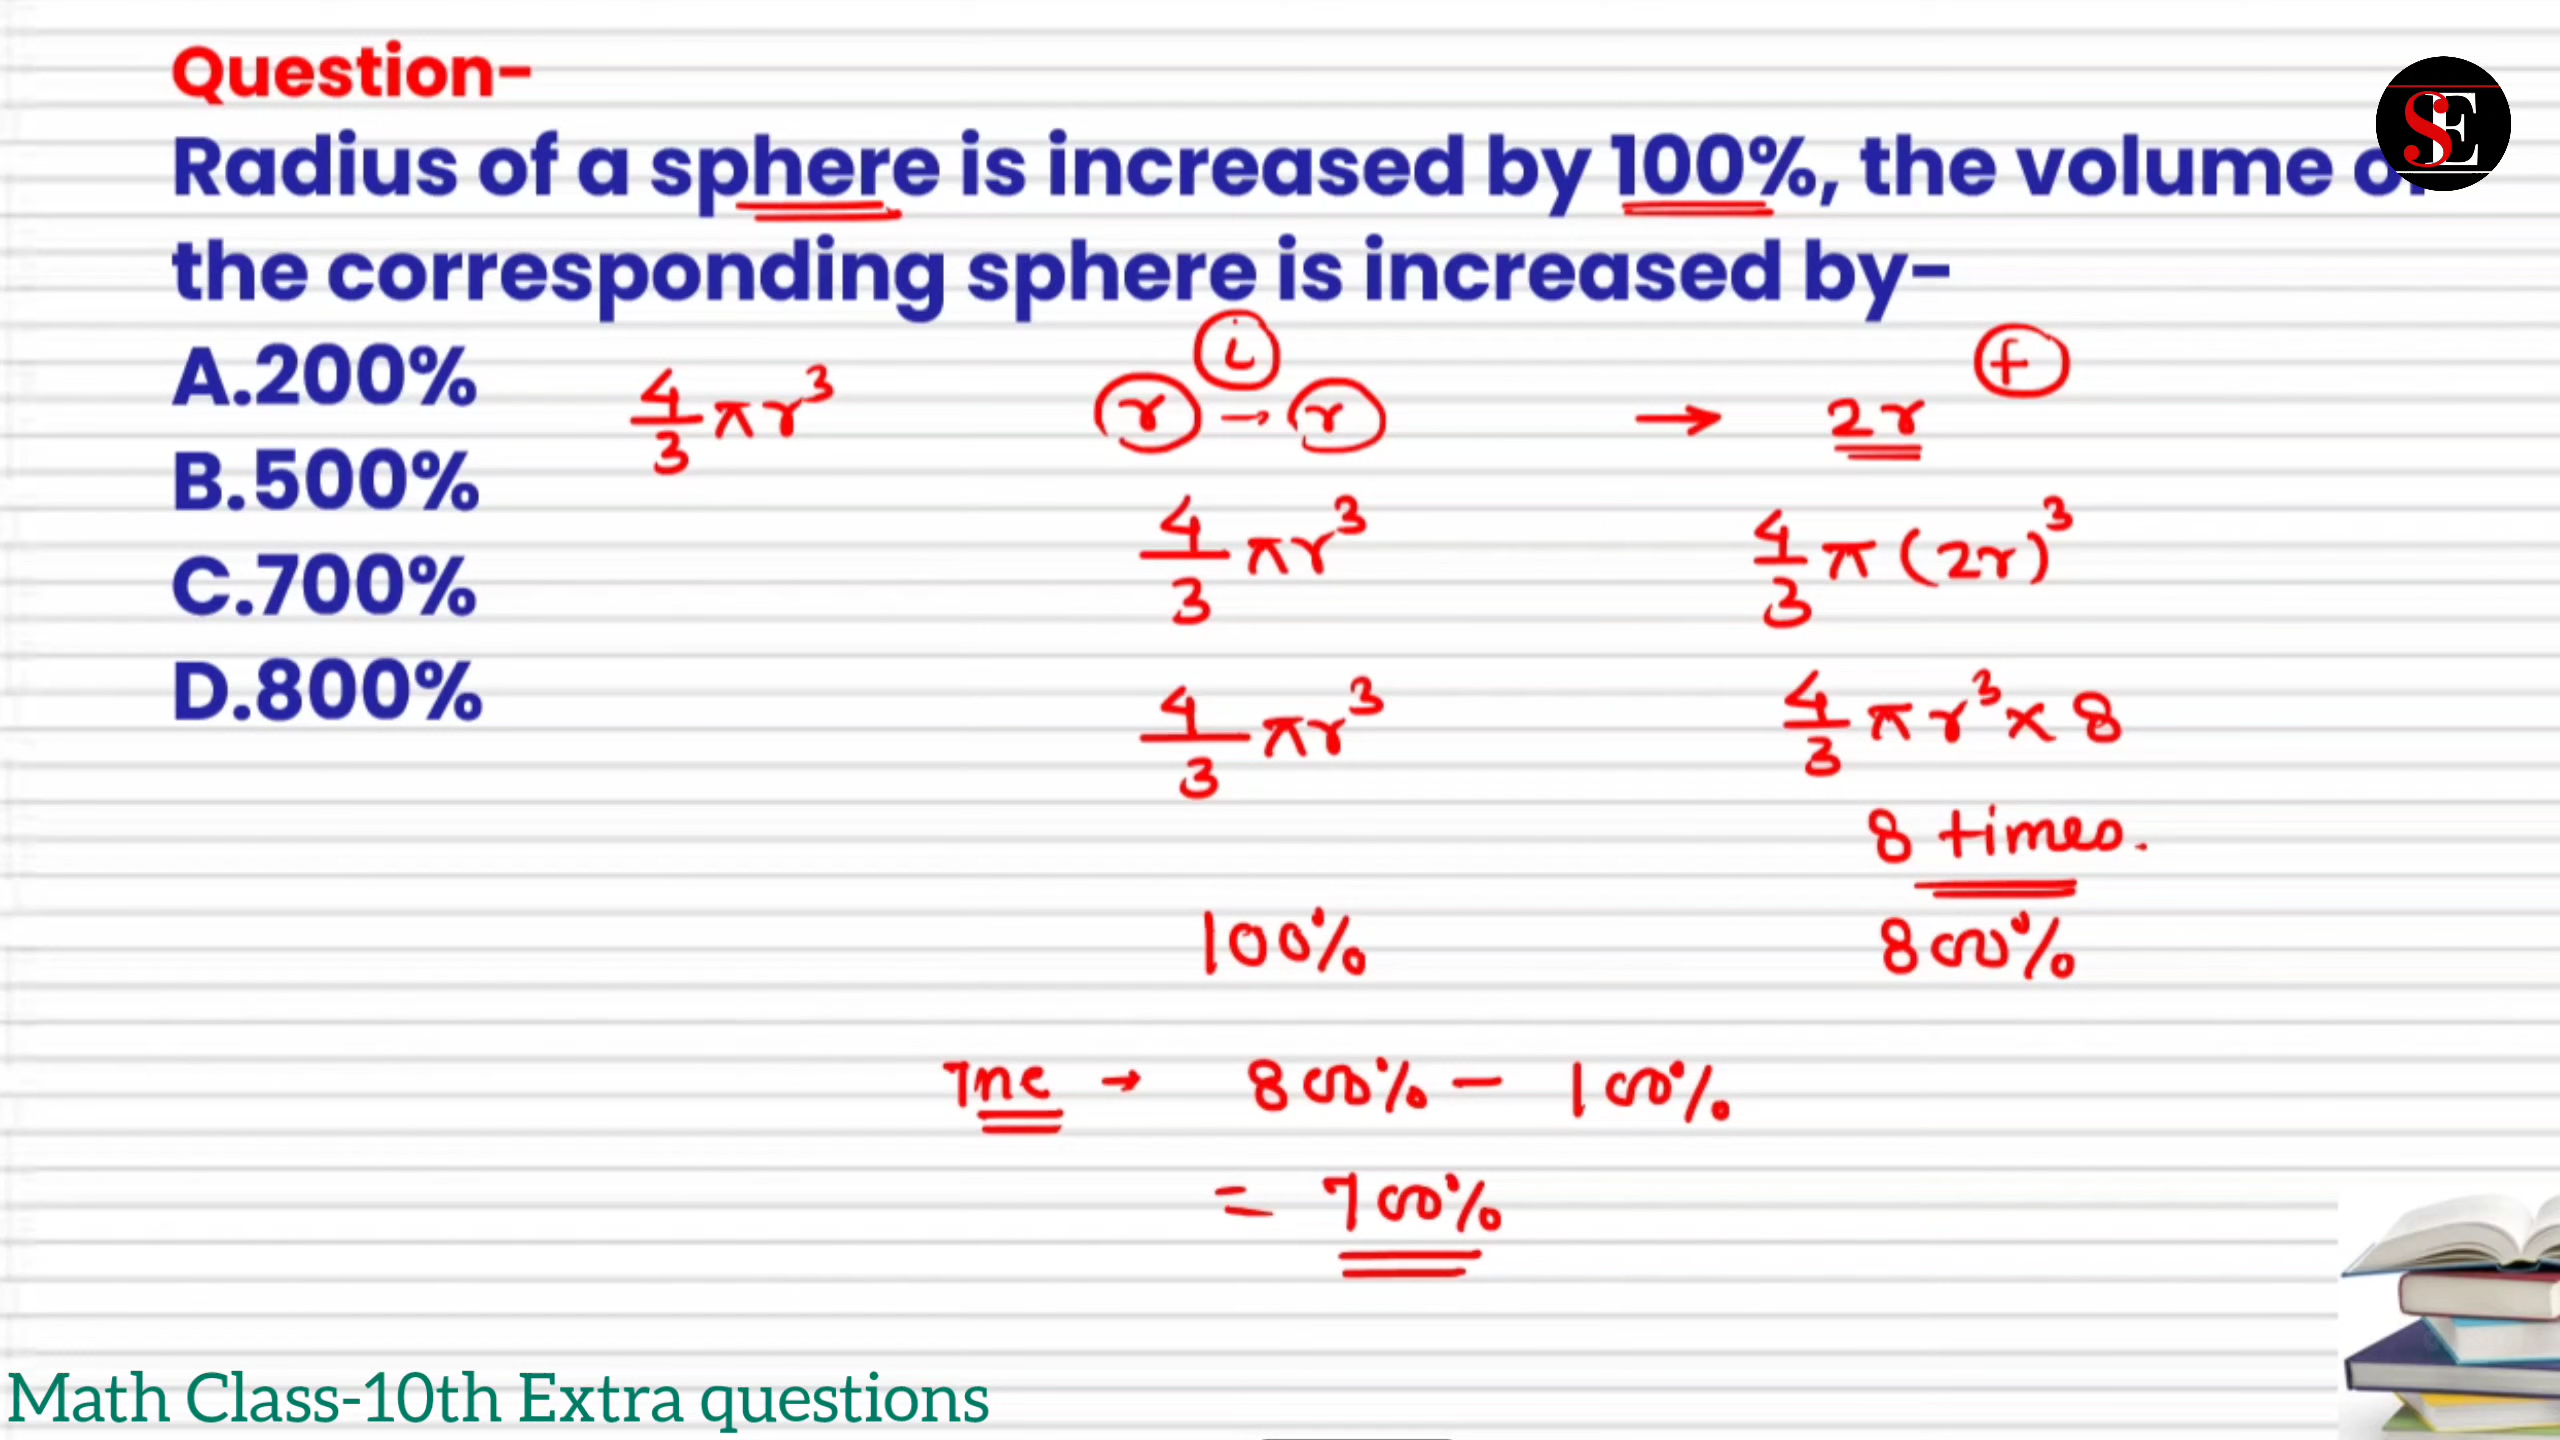 Question-
SE
Radius of a sphere is increased by 100%, the volume of
the corresponding sphere is increased by-
A.200%
B.500%
C.700%
D.800%
4/3 πr³
i
r → r
→ 2r
f
4/3 πr³
4/3 π(2r)³
4/3 πr³
4/3 πr³ × 8
8 times.
100%
800%
Inc → 800% - 100%
= 700%
Math Class-10th Extra questions